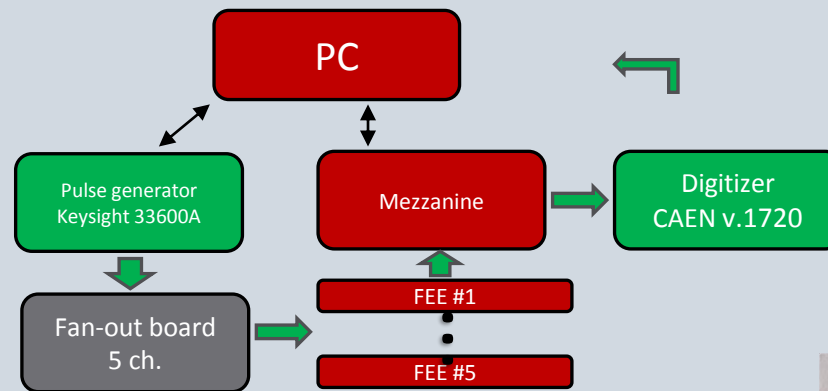 PC
Pulse generator
Keysight 33600A
Mezzanine
Digitizer
CAEN v.1720
FEE #1
Fan-out board
5 ch.
FEE #5